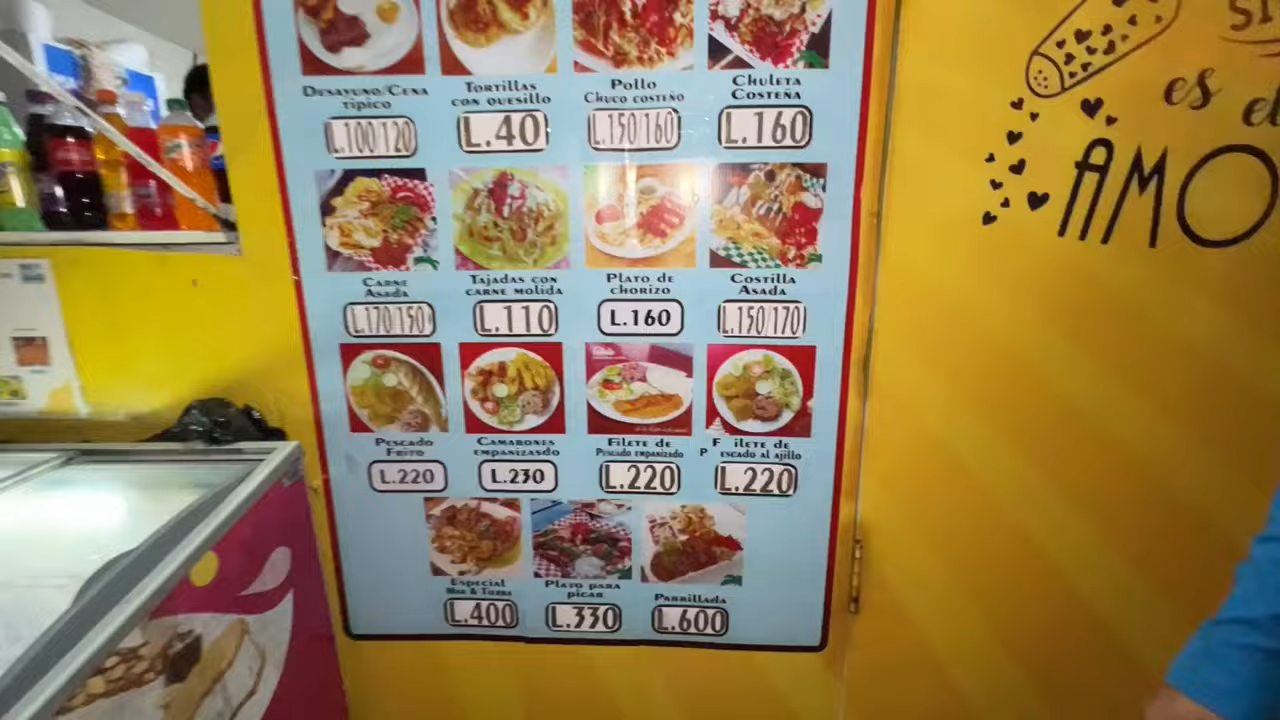 Desayuno/Cena
típico
L.100/120
Tortillas
con quesillo
L.40
Pollo
Chuco costeño
L.150/160
Chuleta
Costeña
L.160
Carne
Asada
L.170/150
Tajadas con
carne molida
L.110
Plato de
chorizo
L.160
Costilla
Asada
L.150/170
Pescado
Frito
L.220
Camarones
empanizasdo
L.230
Filete de
Pescado empanizado
L.220
F ilete de
P escado al ajillo
L.220
Especial
Mar & Tierra
L.400
Plato para
picar
L.330
Parrillada
L.600
es el
AMO